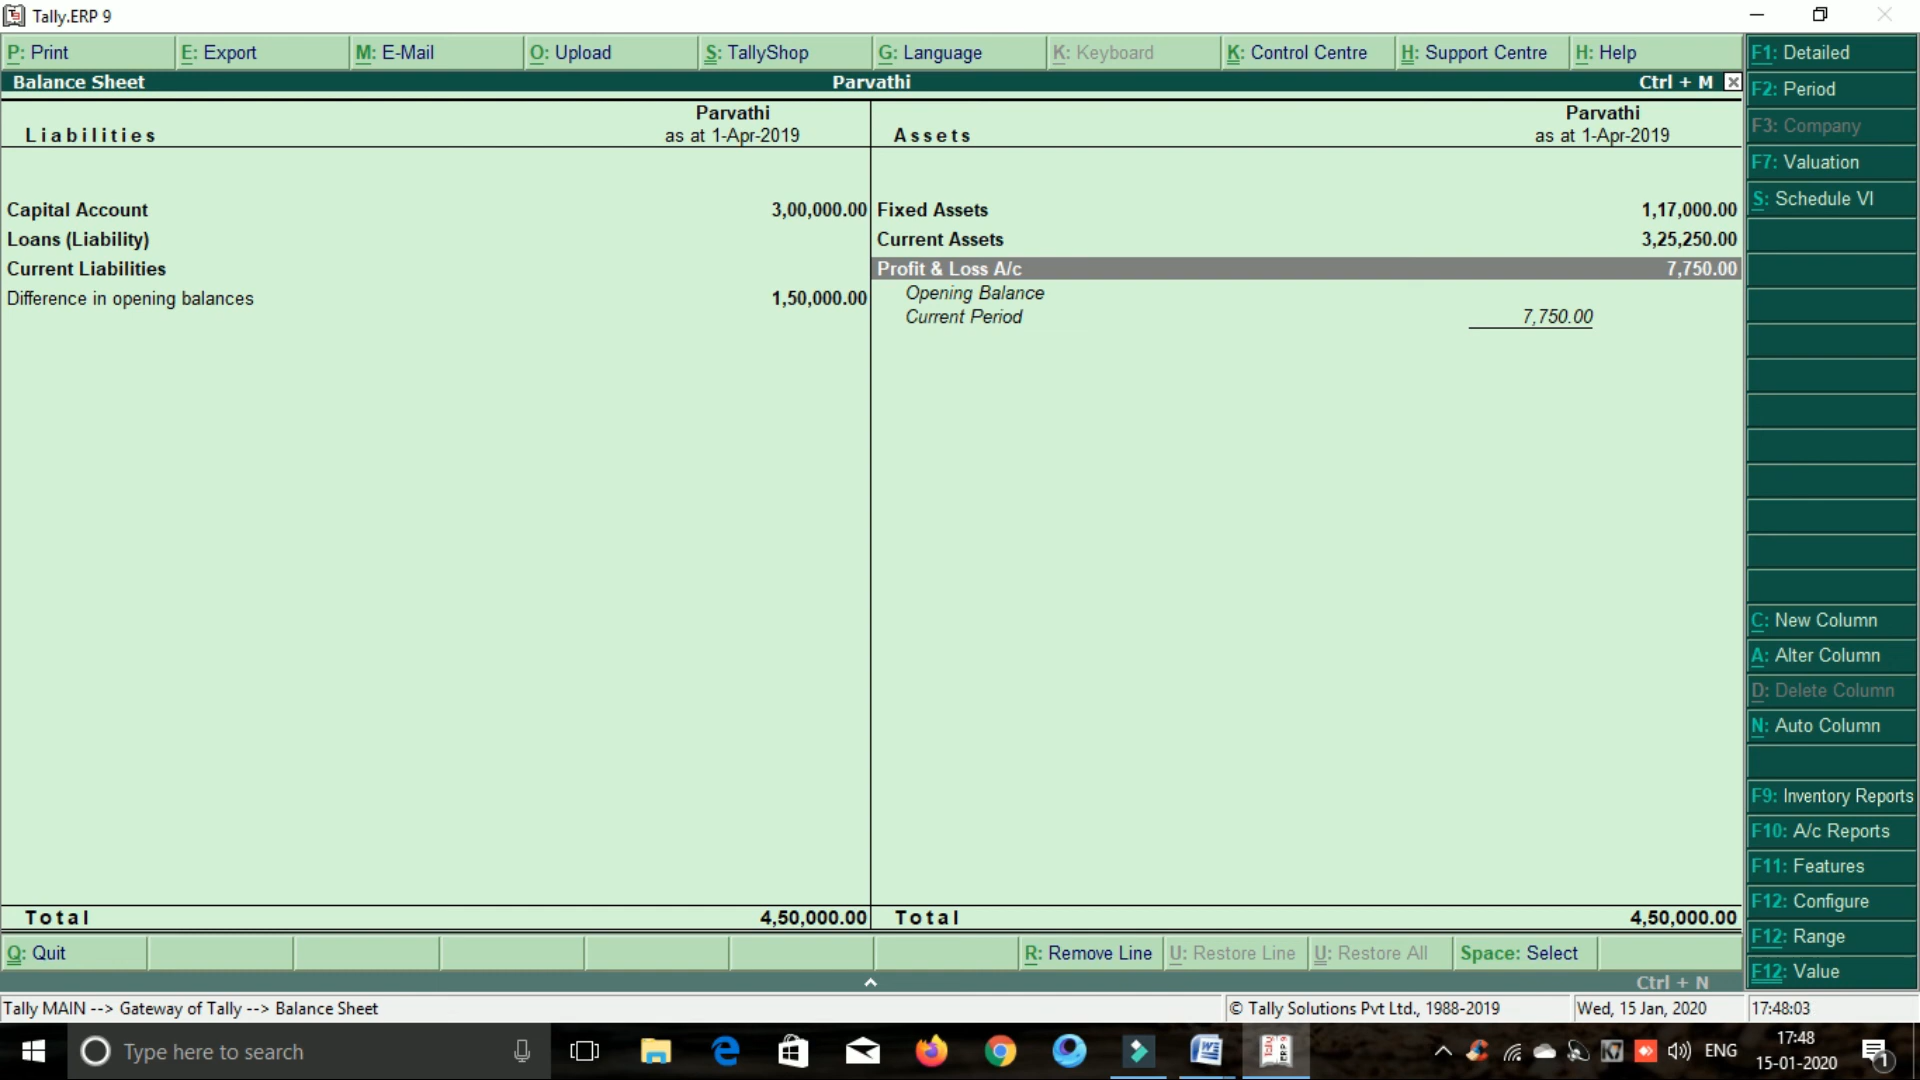 Tally.ERP 9
P: Print E: Export M: E-Mail O: Upload S: TallyShop G: Language K: Keyboard K: Control Centre H: Support Centre H: Help
Balance Sheet Parvathi Ctrl + M
Parvathi Parvathi
Liabilities as at 1-Apr-2019 Assets as at 1-Apr-2019
Capital Account 3,00,000.00 Fixed Assets 1,17,000.00
Loans (Liability) Current Assets 3,25,250.00
Current Liabilities Profit & Loss A/c 7,750.00
Difference in opening balances 1,50,000.00 Opening Balance
Current Period 7,750.00
Total 4,50,000.00 Total 4,50,000.00
Q: Quit R: Remove Line U: Restore Line U: Restore All Space: Select
Ctrl + N
F1: Detailed
F2: Period
F3: Company
F7: Valuation
S: Schedule VI
C: New Column
A: Alter Column
D: Delete Column
N: Auto Column
F9: Inventory Reports
F10: A/c Reports
F11: Features
F12: Configure
F12: Range
F12: Value
Tally MAIN --> Gateway of Tally --> Balance Sheet © Tally Solutions Pvt Ltd., 1988-2019 Wed, 15 Jan, 2020 17:48:03
Type here to search ENG 17:48
15-01-2020 1